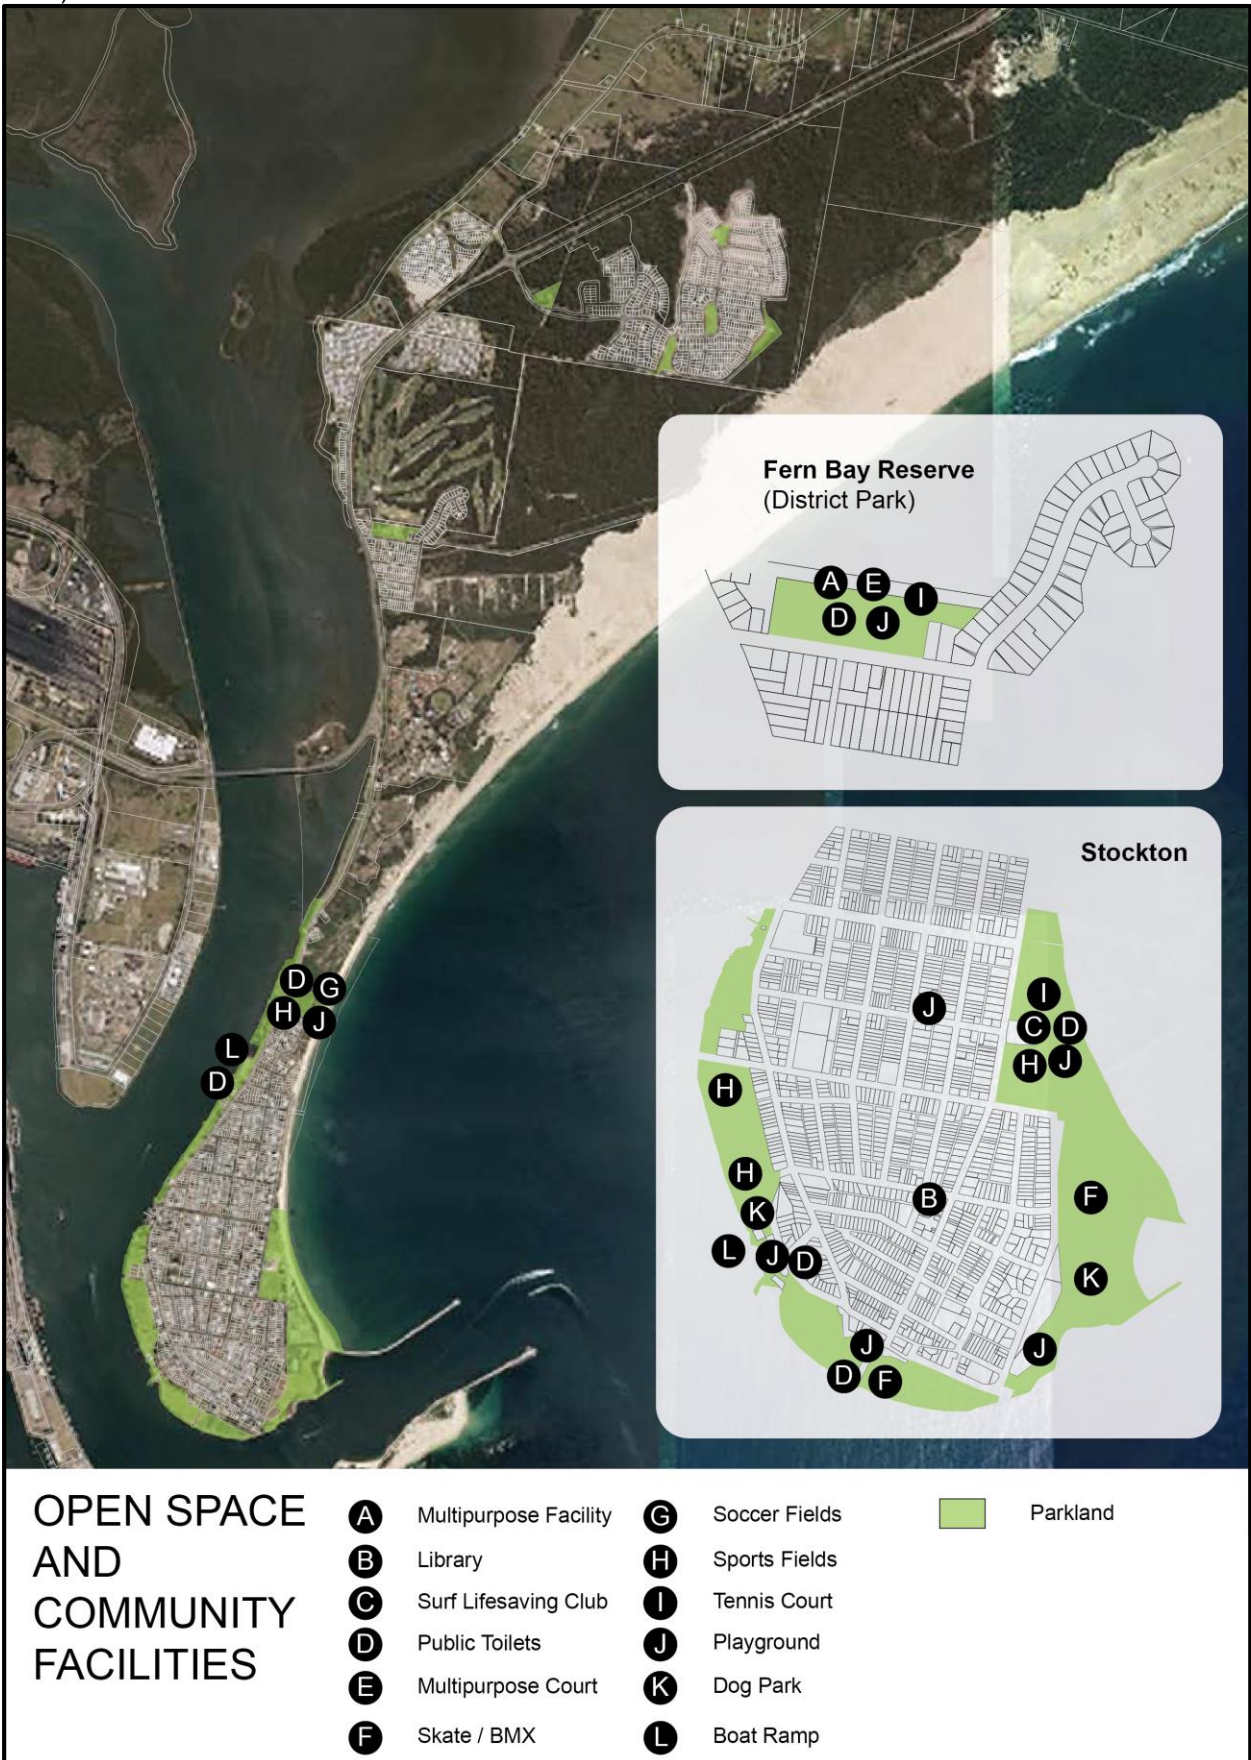 Fern Bay Reserve
(District Park)
A E I
D J
Stockton
D G
H J
L
D
I
J
C D
H J
H
H
B
F
K
L J D
K
J
J
D F
OPEN SPACE
AND
COMMUNITY
FACILITIES
A Multipurpose Facility
B Library
C Surf Lifesaving Club
D Public Toilets
E Multipurpose Court
F Skate / BMX
G Soccer Fields
H Sports Fields
I Tennis Court
J Playground
K Dog Park
L Boat Ramp
Parkland